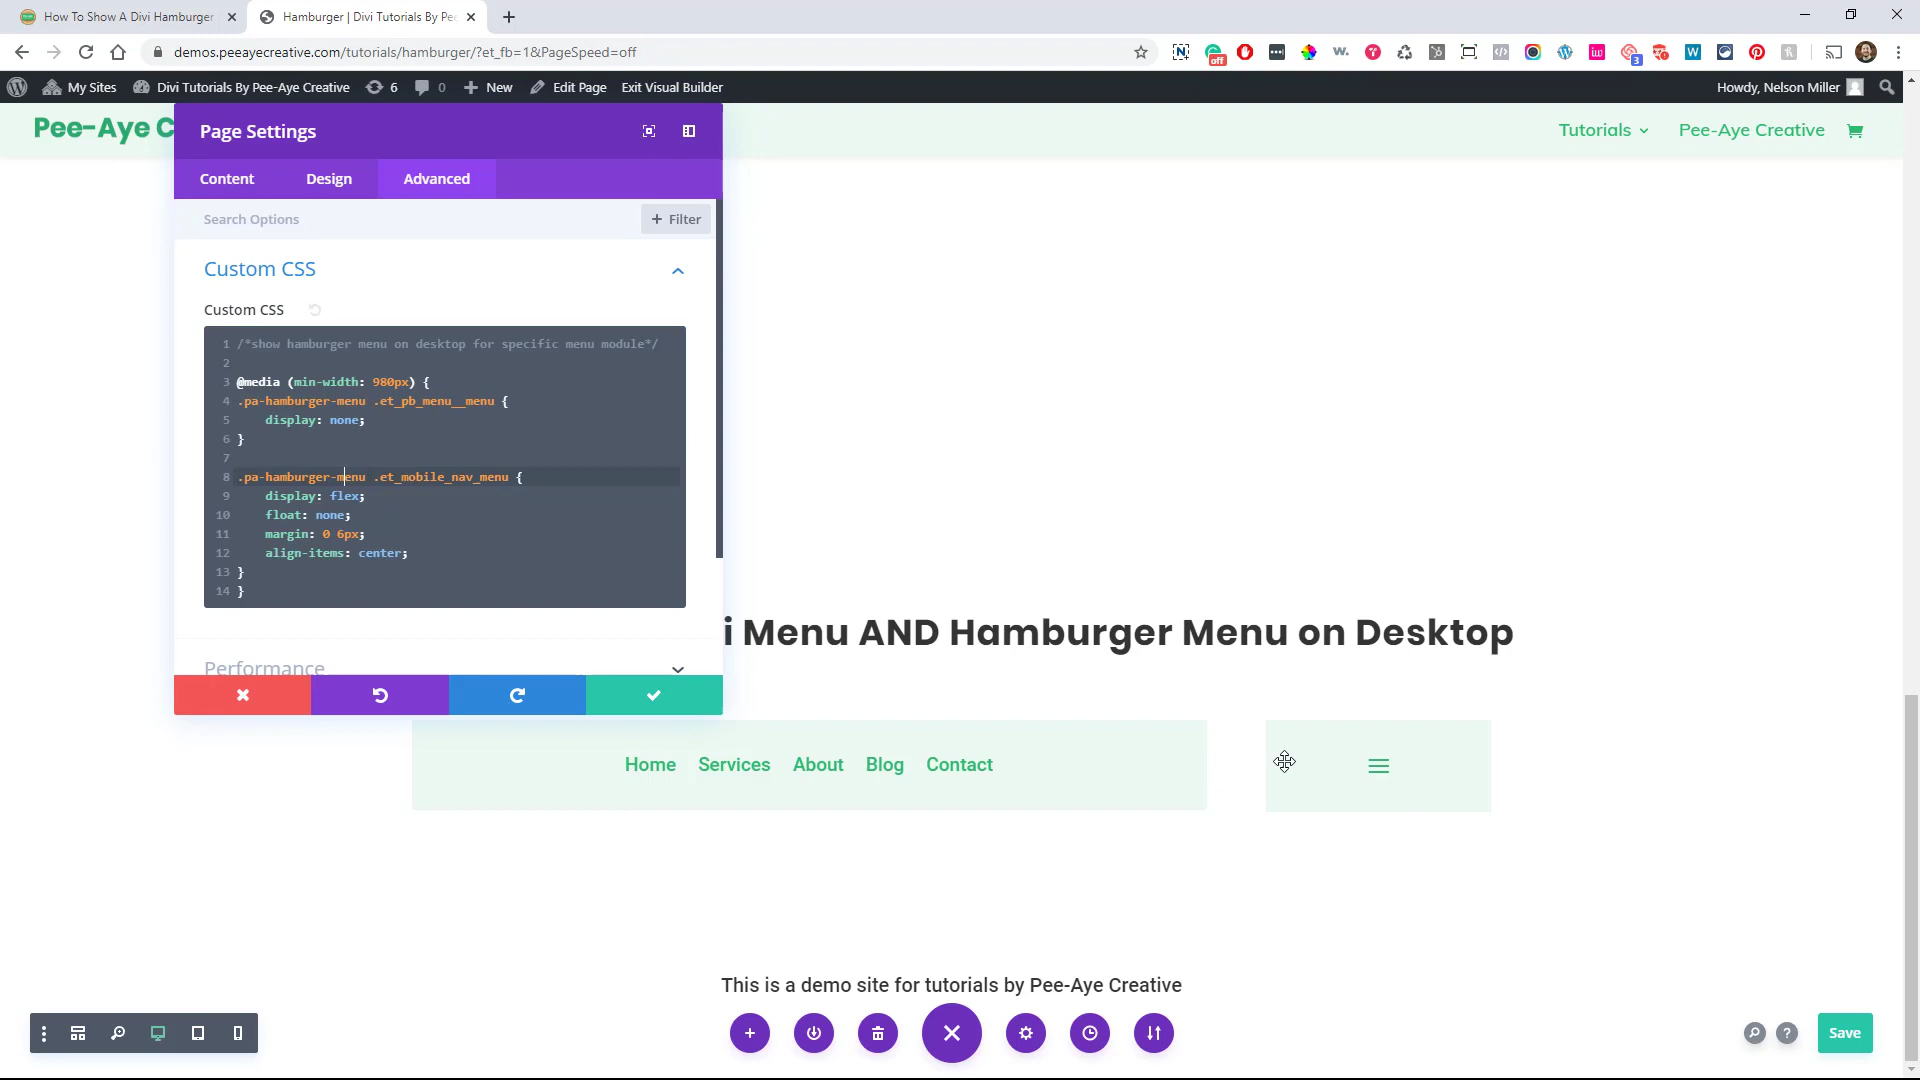 How To Show A Divi Hamburger
Hamburger | Divi Tutorials By Pe
demos.peeayecreative.com/tutorials/hamburger/?et_fb=1&PageSpeed=off
off
3
My Sites
Divi Tutorials By Pee-Aye Creative
6
0
New
Edit Page
Exit Visual Builder
Howdy, Nelson Miller
Pee-Aye C
Tutorials
Pee-Aye Creative
Page Settings
Content
Design
Advanced
Search Options
+ Filter
Custom CSS
Custom CSS
1 /*show hamburger menu on desktop for specific menu module*/
2
3 @media (min-width: 980px) {
4 .pa-hamburger-menu .et_pb_menu__menu {
5 display: none;
6 }
7
8 .pa-hamburger-menu .et_mobile_nav_menu {
9 display: flex;
10 float: none;
11 margin: 0 6px;
12 align-items: center;
13 }
14 }
Performance
i Menu AND Hamburger Menu on Desktop
Home Services About Blog Contact
This is a demo site for tutorials by Pee-Aye Creative
Save